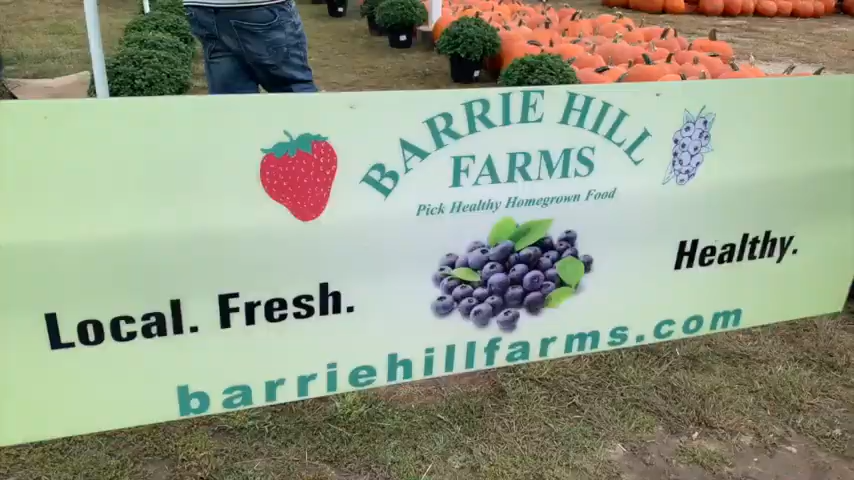 BARRIE HILL
FARMS
Pick Healthy Homegrown Food
Local. Fresh.
Healthy.
barriehillfarms.com